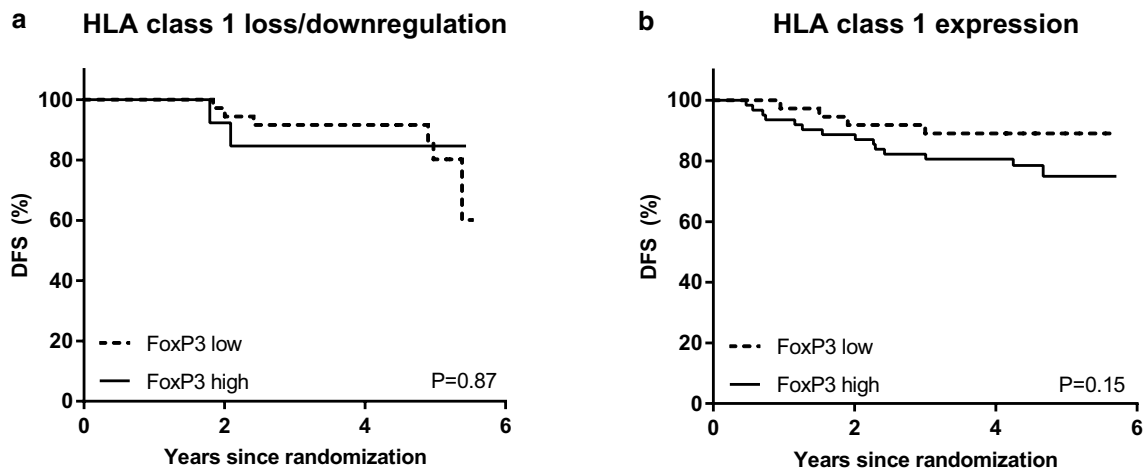 a
HLA class 1 loss/downregulation
DFS (%)
100
80
60
40
20
0
FoxP3 low
FoxP3 high
P=0.87
0 2 4 6
Years since randomization
b
HLA class 1 expression
DFS (%)
100
80
60
40
20
0
FoxP3 low
FoxP3 high
P=0.15
0 2 4 6
Years since randomization